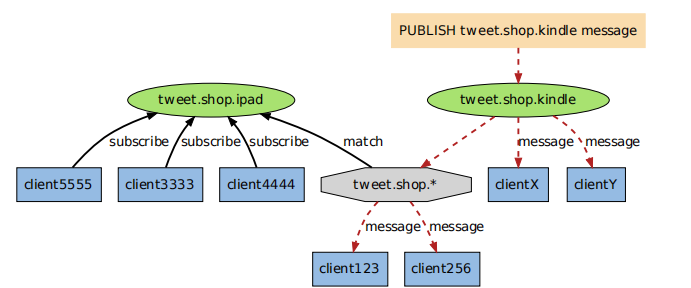 PUBLISH tweet.shop.kindle message
tweet.shop.ipad
tweet.shop.kindle
subscribe
subscribe
subscribe
match
message
message
client5555
client3333
client4444
tweet.shop.*
clientX
clientY
message
message
client123
client256